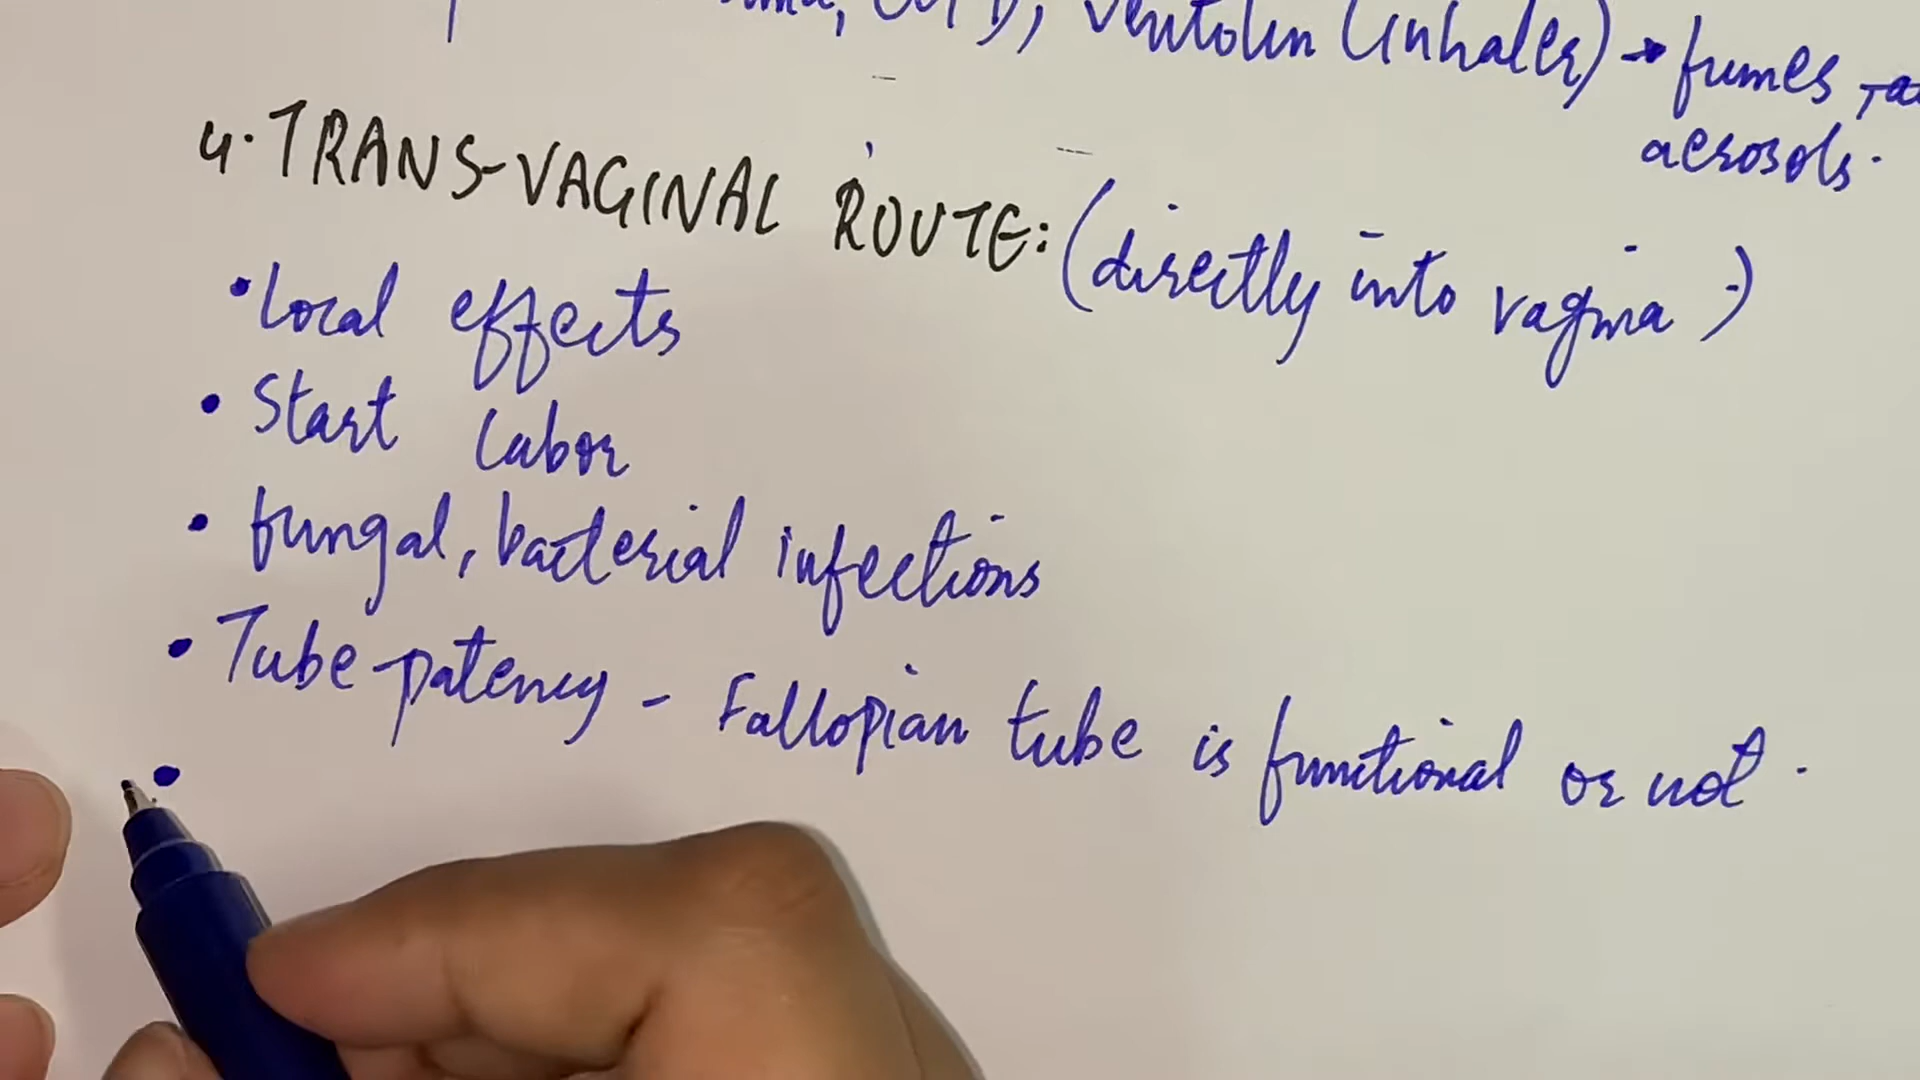 COPD, Ventolin (inhaler) → fumes,
aerosols.
4. TRANS-VAGINAL ROUTE: (directly into vagina)
• Local effects
• Start labor
• fungal, bacterial infections
• Tube patency - Fallopian tube is functional or not.
•